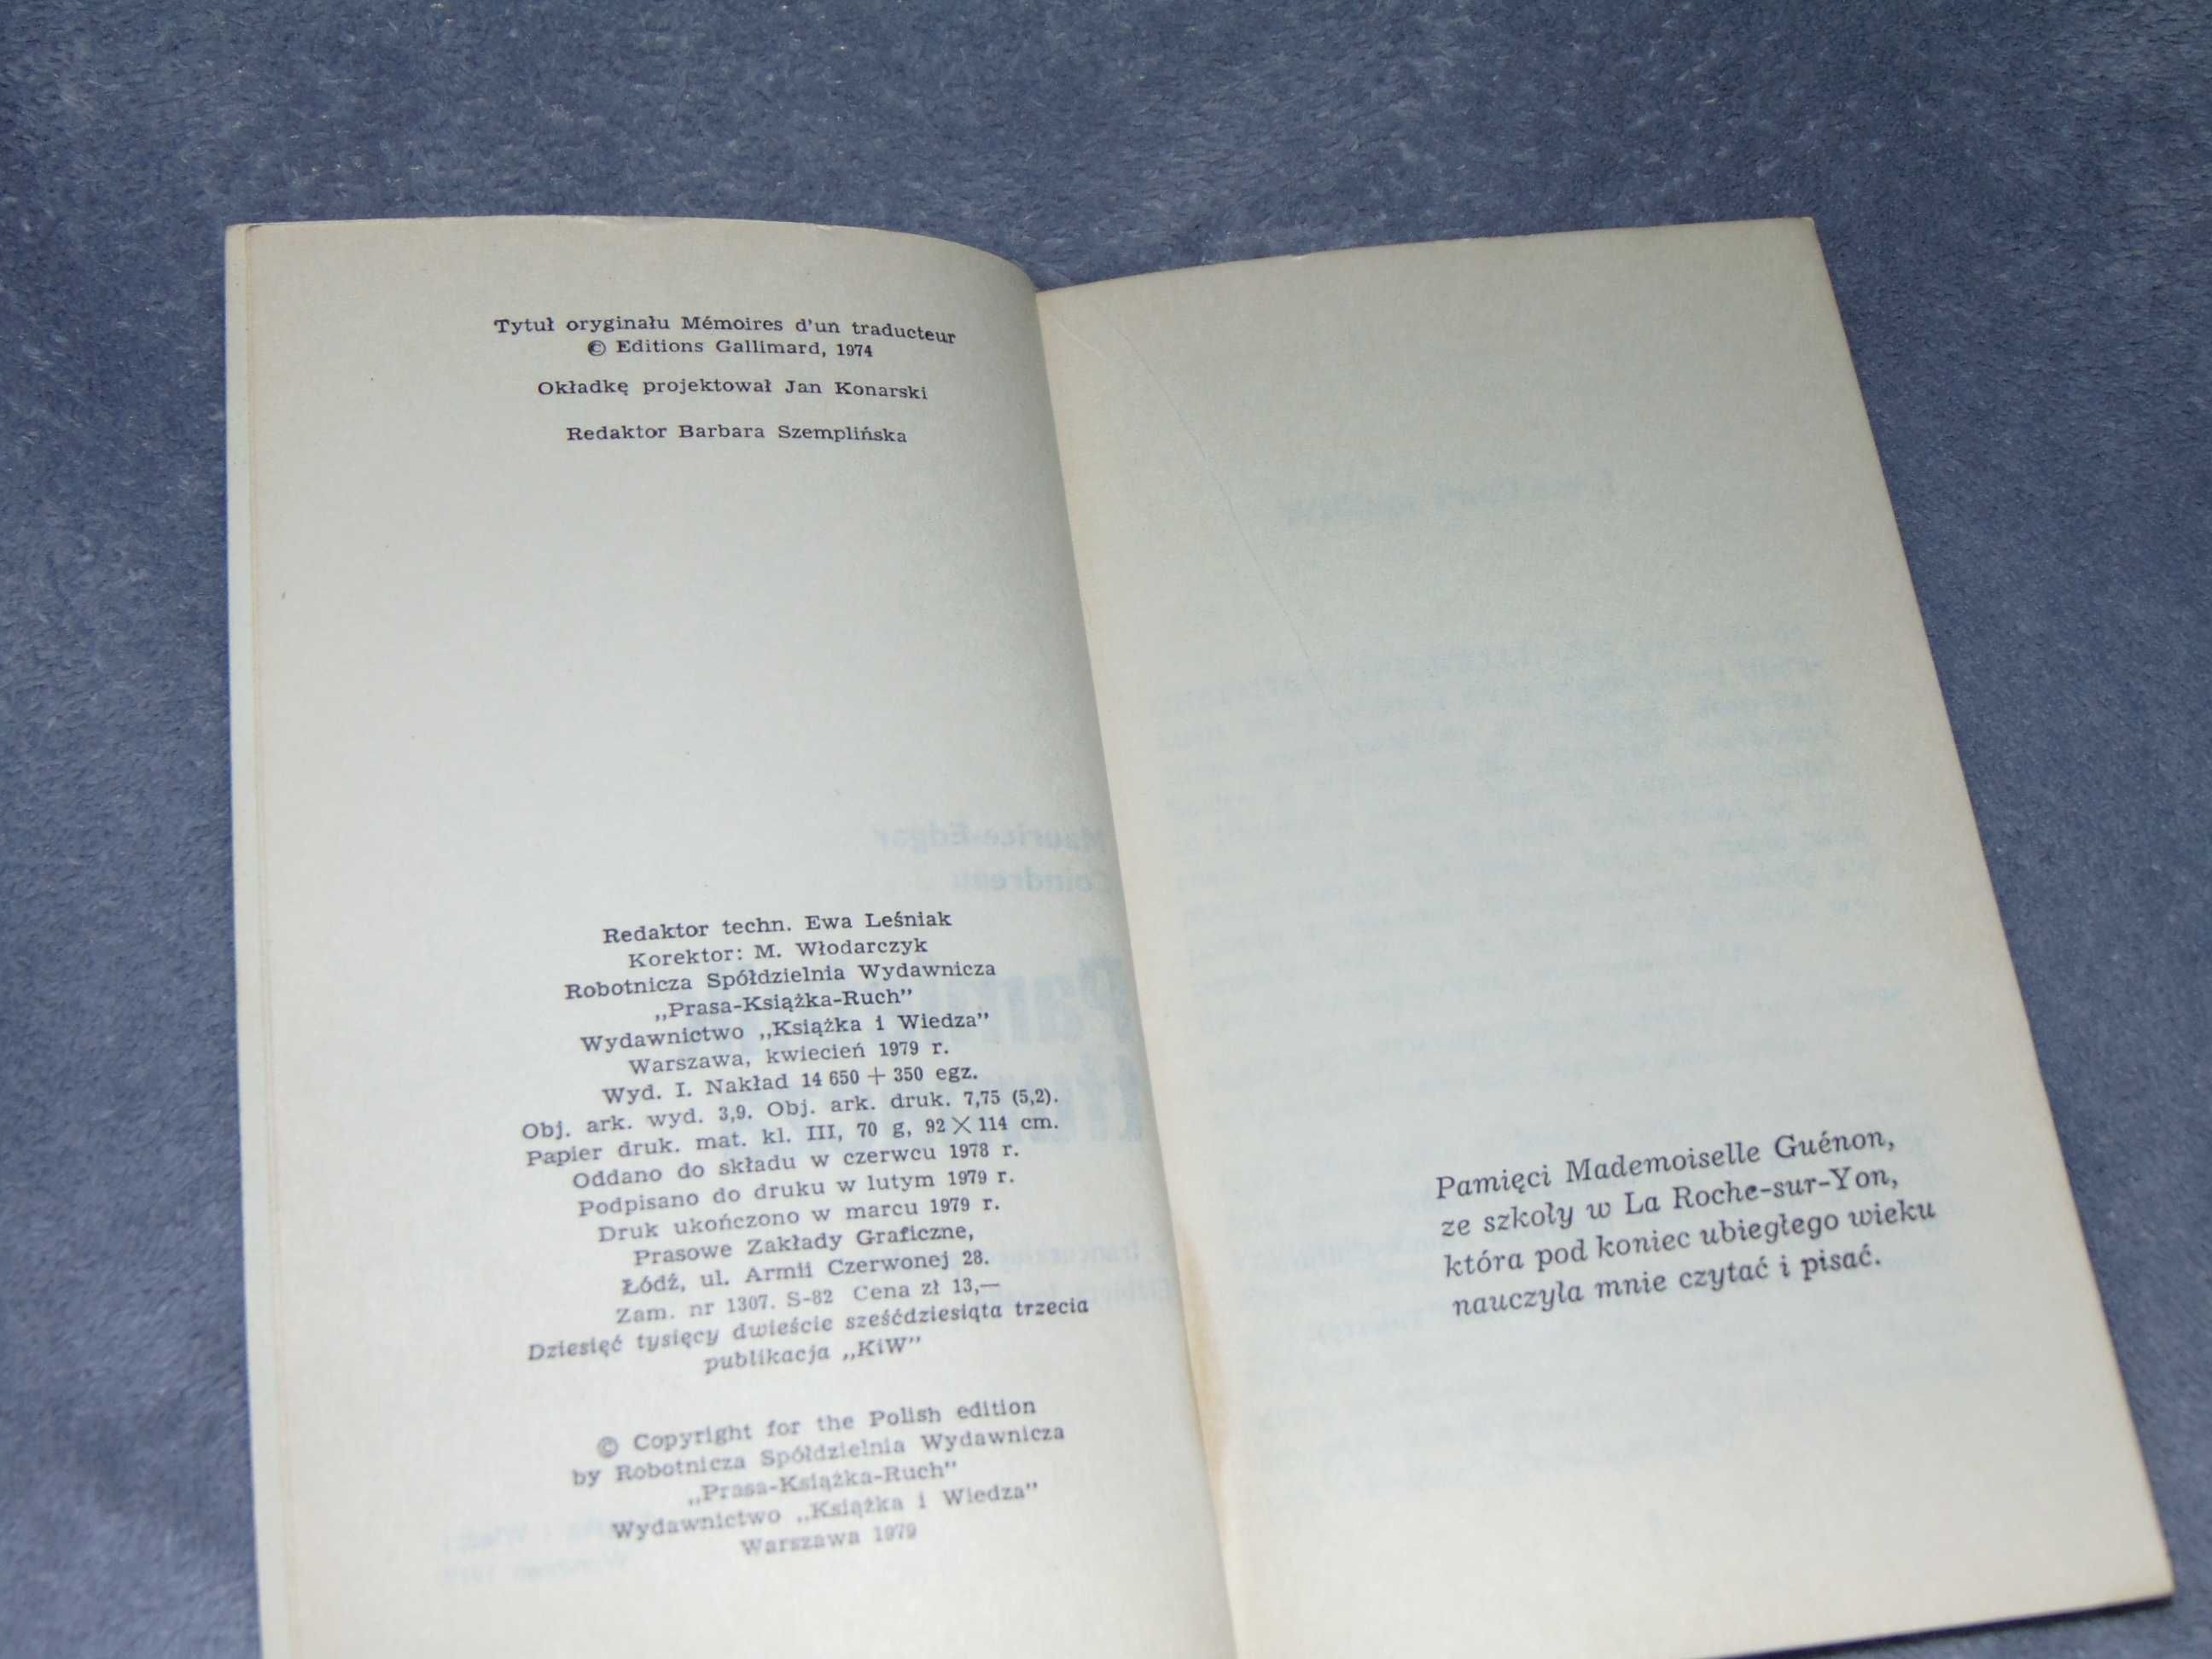 Tytuł oryginału Mémoires d'un traducteur
© Editions Gallimard, 1974
Okładkę projektował Jan Konarski
Redaktor Barbara Szemplińska
Redaktor techn. Ewa Leśniak
Korektor: M. Włodarczyk
Robotnicza Spółdzielnia Wydawnicza
„Prasa-Książka-Ruch”
Wydawnictwo „Książka i Wiedza”
Warszawa, kwiecień 1979 r.
Wyd. I. Nakład 14 650 + 350 egz.
Obj. ark. wyd. 3,9. Obj. ark. druk. 7,75 (5,2).
Papier druk. mat. kl. III, 70 g, 92 × 114 cm.
Oddano do składu w czerwcu 1978 r.
Podpisano do druku w lutym 1979 r.
Druk ukończono w marcu 1979 r.
Prasowe Zakłady Graficzne,
Łódź, ul. Armii Czerwonej 28.
Zam. nr 1307. S-82 Cena zł 13,—
Dziesięć tysięcy dwieście sześćdziesiąta trzecia
publikacja „KiW”
© Copyright for the Polish edition
by Robotnicza Spółdzielnia Wydawnicza
„Prasa-Książka-Ruch”
Wydawnictwo „Książka i Wiedza”
Warszawa 1979
Pamięci Mademoiselle Guénon,
ze szkoły w La Roche-sur-Yon,
która pod koniec ubiegłego wieku
nauczyła mnie czytać i pisać.